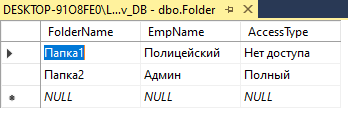 DESKTOP-91O8FE0\L...v_DB - dbo.Folder
FolderName EmpName AccessType
Папка1 Полицейский Нет доступа
Папка2 Админ Полный
NULL NULL NULL